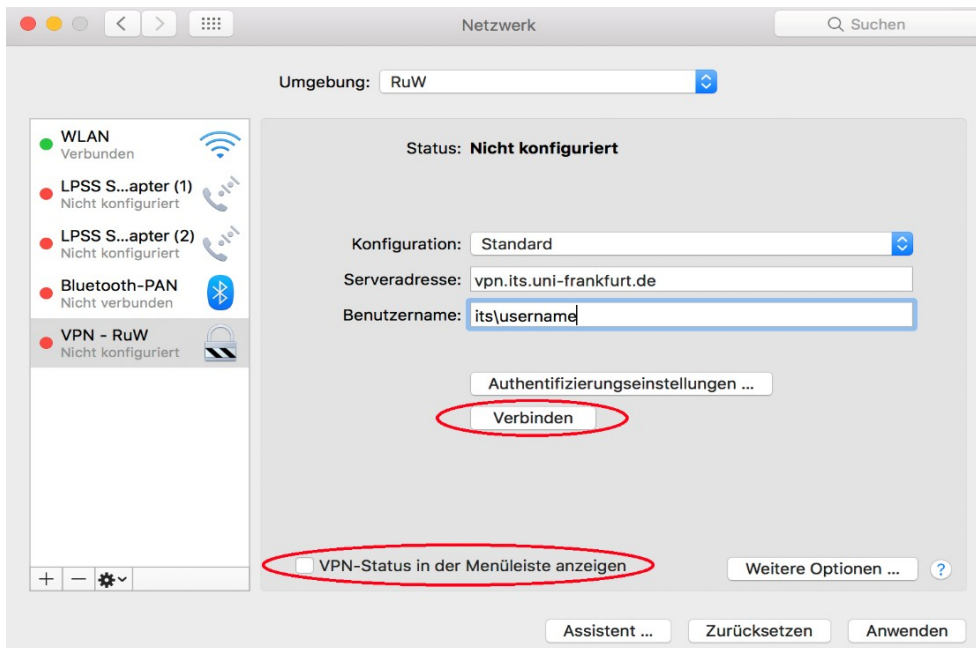 Netzwerk
Suchen
Umgebung: RuW
WLAN
Verbunden
LPSS S...apter (1)
Nicht konfiguriert
LPSS S...apter (2)
Nicht konfiguriert
Bluetooth-PAN
Nicht verbunden
VPN - RuW
Nicht konfiguriert
Status: Nicht konfiguriert
Konfiguration: Standard
Serveradresse: vpn.its.uni-frankfurt.de
Benutzername: its\username
Authentifizierungseinstellungen ...
Verbinden
VPN-Status in der Menüleiste anzeigen
Weitere Optionen ... ?
Assistent ... Zurücksetzen Anwenden